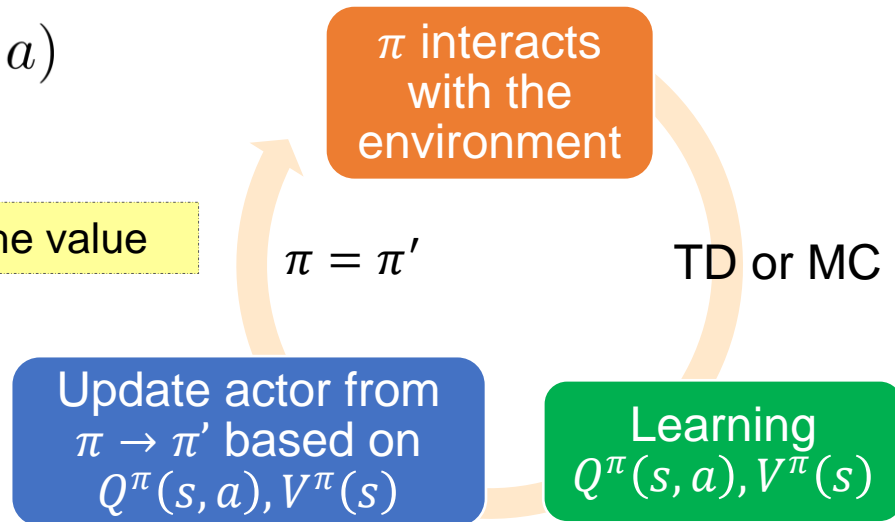 a)
π interacts
with the
environment
he value
π = π′
TD or MC
Update actor from
π → π’ based on
Q^π(s, a), V^π(s)
Learning
Q^π(s, a), V^π(s)